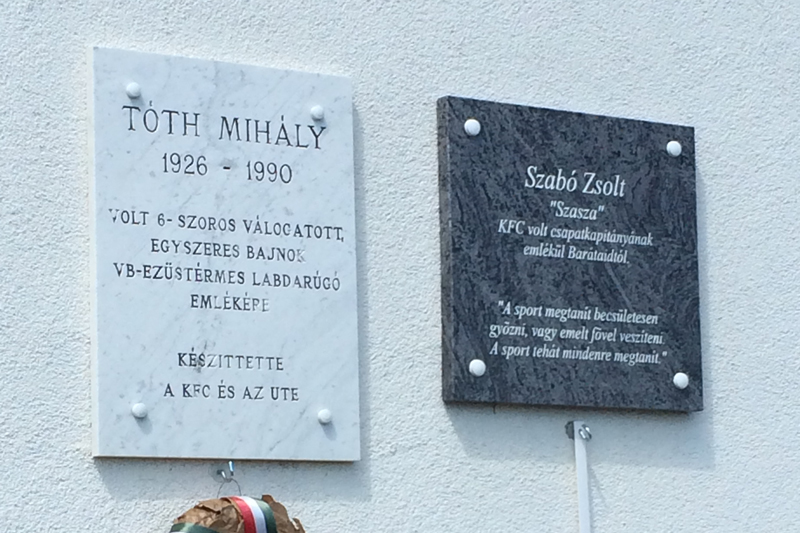 TÓTH MIHÁLY
1926 - 1990
VOLT 6- SZOROS VÁLOGATOTT,
EGYSZERES BAJNOK
VB-EZÜSTÉRMES LABDARÚGÓ
EMLÉKÉPE
KÉSZITTETTE
A KFC ÉS AZ UTE
Szabó Zsolt
"Szasza"
KFC volt csapatkapitányának
emlékül Barátaidtól.
"A sport megtanít becsületesen
győzni, vagy emelt fővel veszíteni.
A sport tehát mindenre megtanít."